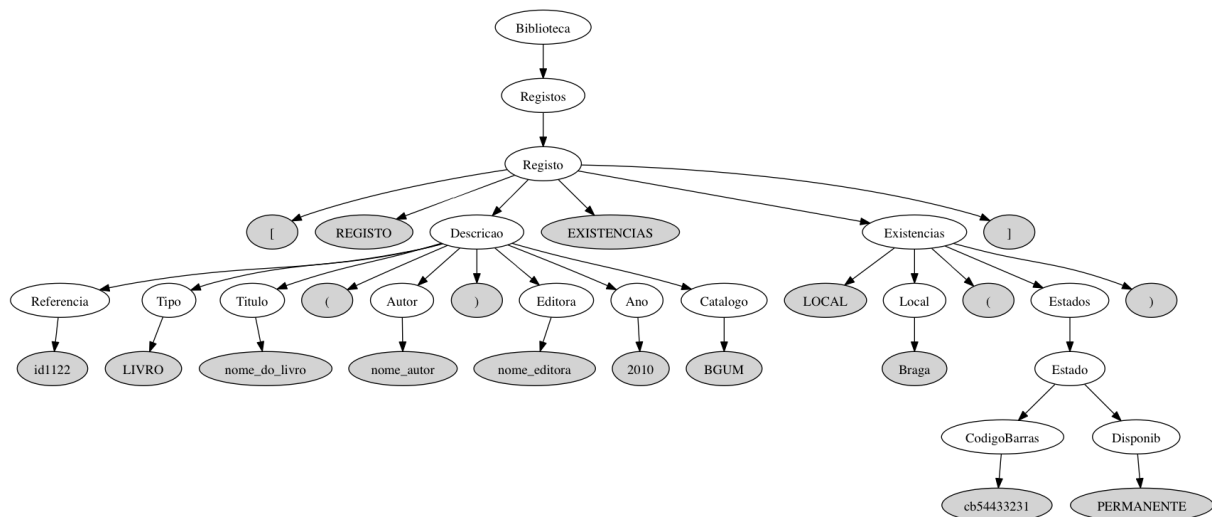 Biblioteca
Registos
Registo
[ REGISTO Descricao EXISTENCIAS Existencias ]
Referencia Tipo Titulo ( Autor ) Editora Ano Catalogo LOCAL Local ( Estados )
id1122 LIVRO nome_do_livro nome_autor nome_editora 2010 BGUM Braga Estado
CodigoBarras Disponib
cb54433231 PERMANENTE